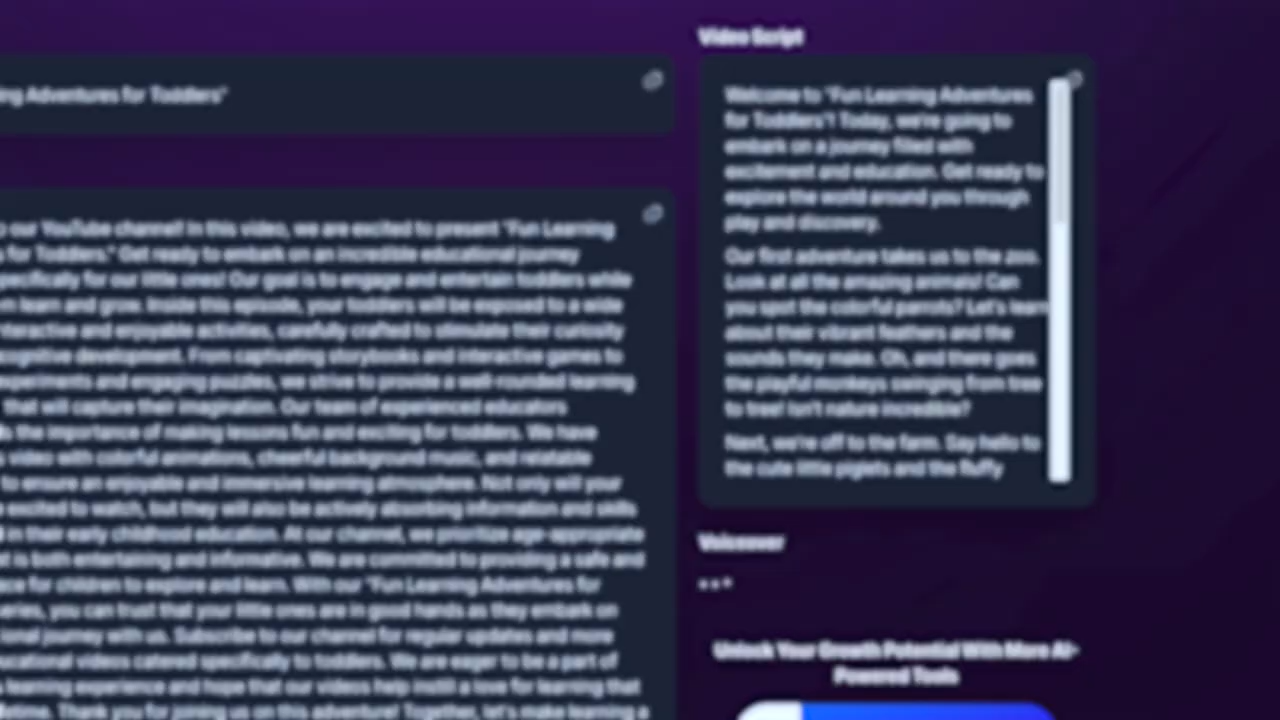 ing Adventures for Toddlers"
o our YouTube channel! In this video, we are excited to present "Fun Learning
s for Toddlers." Get ready to embark on an incredible educational journey
specifically for our little ones! Our goal is to engage and entertain toddlers while
m learn and grow. Inside this episode, your toddlers will be exposed to a wide
nteractive and enjoyable activities, carefully crafted to stimulate their curiosity
cognitive development. From captivating storybooks and interactive games to
experiments and engaging puzzles, we strive to provide a well-rounded learning
that will capture their imagination. Our team of experienced educators
ds the importance of making lessons fun and exciting for toddlers. We have
s video with colorful animations, cheerful background music, and relatable
to ensure an enjoyable and immersive learning atmosphere. Not only will your
e excited to watch, but they will also be actively absorbing information and skills
d in their early childhood education. At our channel, we prioritize age-appropriate
at is both entertaining and informative. We are committed to providing a safe and
ace for children to explore and learn. With our "Fun Learning Adventures for
series, you can trust that your little ones are in good hands as they embark on
tional journey with us. Subscribe to our channel for regular updates and more
ucational videos catered specifically to toddlers. We are eager to be a part of
s learning experience and hope that our videos help instill a love for learning that
fetime. Thank you for joining us on this adventure! Together, let's make learning a
Video Script
Welcome to "Fun Learning Adventures
for Toddlers"! Today, we're going to
embark on a journey filled with
excitement and education. Get ready to
explore the world around you through
play and discovery.
Our first adventure takes us to the zoo.
Look at all the amazing animals! Can
you spot the colorful parrots? Let's learn
about their vibrant feathers and the
sounds they make. Oh, and there goes
the playful monkeys swinging from tree
to tree! Isn't nature incredible?
Next, we're off to the farm. Say hello to
the cute little piglets and the fluffy
Voiceover
Unlock Your Growth Potential With More AI-
Powered Tools